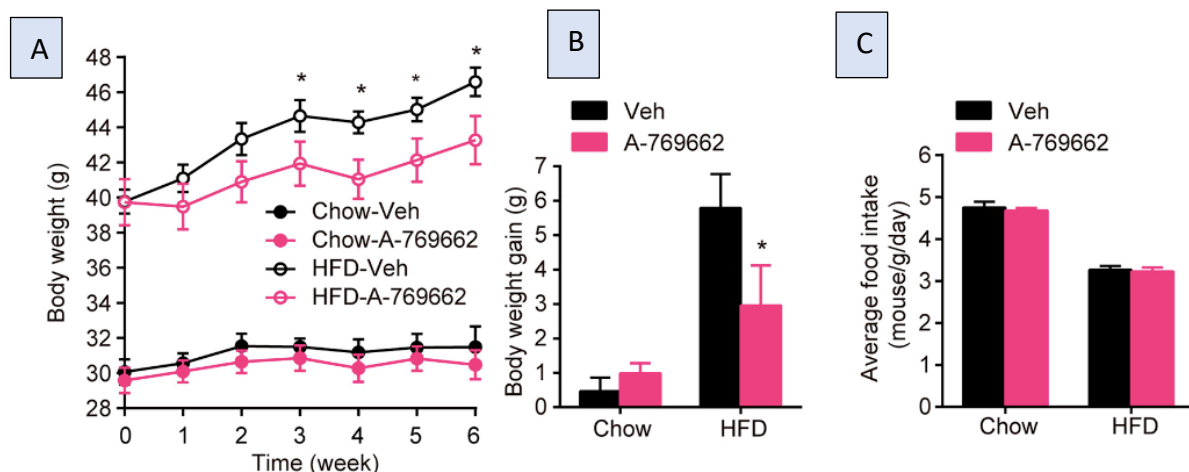 A
Body weight (g)
48
46
44
42
40
38
36
34
32
30
28
* * * *
Chow-Veh
Chow-A-769662
HFD-Veh
HFD-A-769662
0 1 2 3 4 5 6
Time (week)
B
Veh
A-769662
Body weight gain (g)
7
6
5
4
3
2
1
0
*
Chow HFD
C
Veh
A-769662
Average food intake
(mouse/g/day)
6
5
4
3
2
1
0
Chow HFD